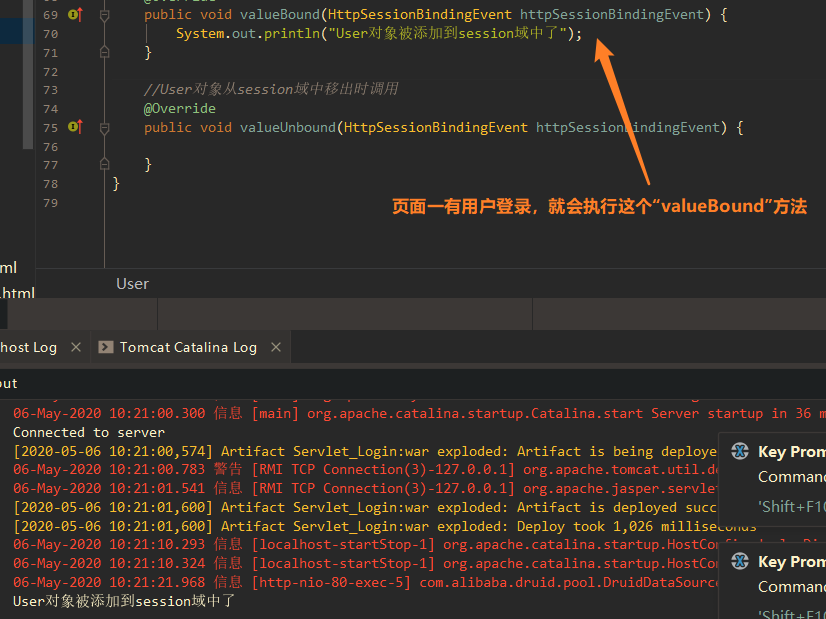 69 public void valueBound(HttpSessionBindingEvent httpSessionBindingEvent) {
70 System.out.println("User对象被添加到session域中了");
71 }
72
73 //User对象从session域中移出时调用
74 @Override
75 public void valueUnbound(HttpSessionBindingEvent httpSessionBindingEvent) {
76
77 }
78 }
79
页面一有用户登录，就会执行这个“valueBound”方法
ml
.html
User
host Log
Tomcat Catalina Log
out
06-May-2020 10:21:00.300 信息 [main] org.apache.catalina.startup.Catalina.start Server startup in 36 m
Connected to server
[2020-05-06 10:21:00,574] Artifact Servlet_Login:war exploded: Artifact is being deploye
06-May-2020 10:21:00.783 警告 [RMI TCP Connection(3)-127.0.0.1] org.apache.tomcat.util.de
06-May-2020 10:21:01.541 信息 [RMI TCP Connection(3)-127.0.0.1] org.apache.jasper.servlet
[2020-05-06 10:21:01,600] Artifact Servlet_Login:war exploded: Artifact is deployed succ
[2020-05-06 10:21:01,600] Artifact Servlet_Login:war exploded: Deploy took 1,026 milliseconds
06-May-2020 10:21:10.293 信息 [localhost-startStop-1] org.apache.catalina.startup.HostConfig
06-May-2020 10:21:10.324 信息 [localhost-startStop-1] org.apache.catalina.startup.HostCon
06-May-2020 10:21:21.968 信息 [http-nio-80-exec-5] com.alibaba.druid.pool.DruidDataSource
User对象被添加到session域中了
Key Prom
Command
'Shift+F10
Key Prom
Command
'Shift+F10